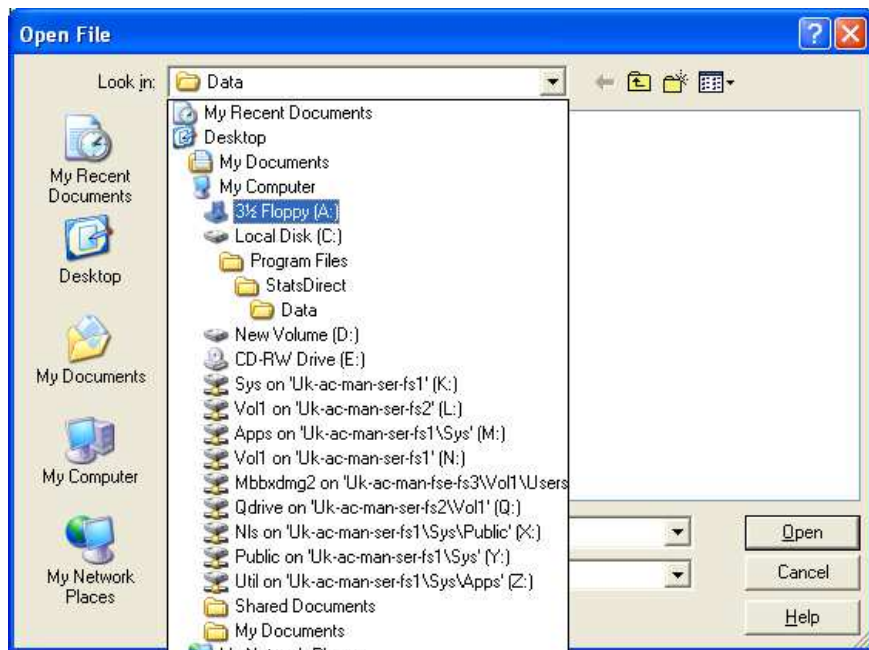 Open File
Look in:
Data
My Recent Documents
Desktop
My Documents
My Computer
3½ Floppy (A:)
Local Disk (C:)
Program Files
StatsDirect
Data
New Volume (D:)
CD-RW Drive (E:)
Sys on 'Uk-ac-man-ser-fs1' (K:)
Vol1 on 'Uk-ac-man-ser-fs2' (L:)
Apps on 'Uk-ac-man-ser-fs1\Sys' (M:)
Vol1 on 'Uk-ac-man-ser-fs1' (N:)
Mbbxdmg2 on 'Uk-ac-man-fse-fs3\Vol1\Users
Qdrive on 'Uk-ac-man-ser-fs2\Vol1' (Q:)
Nls on 'Uk-ac-man-ser-fs1\Sys\Public' (X:)
Public on 'Uk-ac-man-ser-fs1\Sys' (Y:)
Util on 'Uk-ac-man-ser-fs1\Sys\Apps' (Z:)
Shared Documents
My Documents
My Recent
Documents
Desktop
My Documents
My Computer
My Network
Places
Open
Cancel
Help